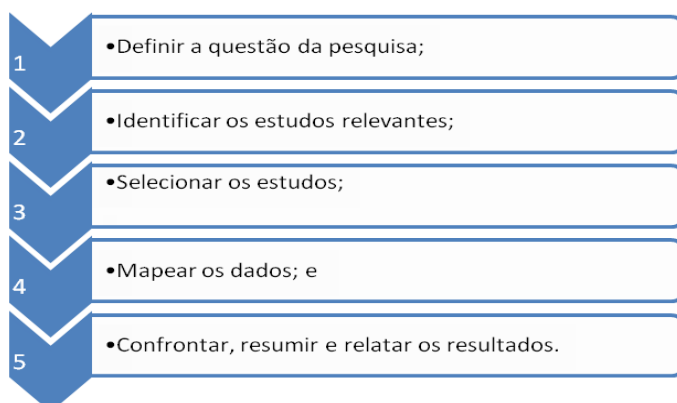 1
•Definir a questão da pesquisa;
2
•Identificar os estudos relevantes;
3
•Selecionar os estudos;
4
•Mapear os dados; e
5
•Confrontar, resumir e relatar os resultados.